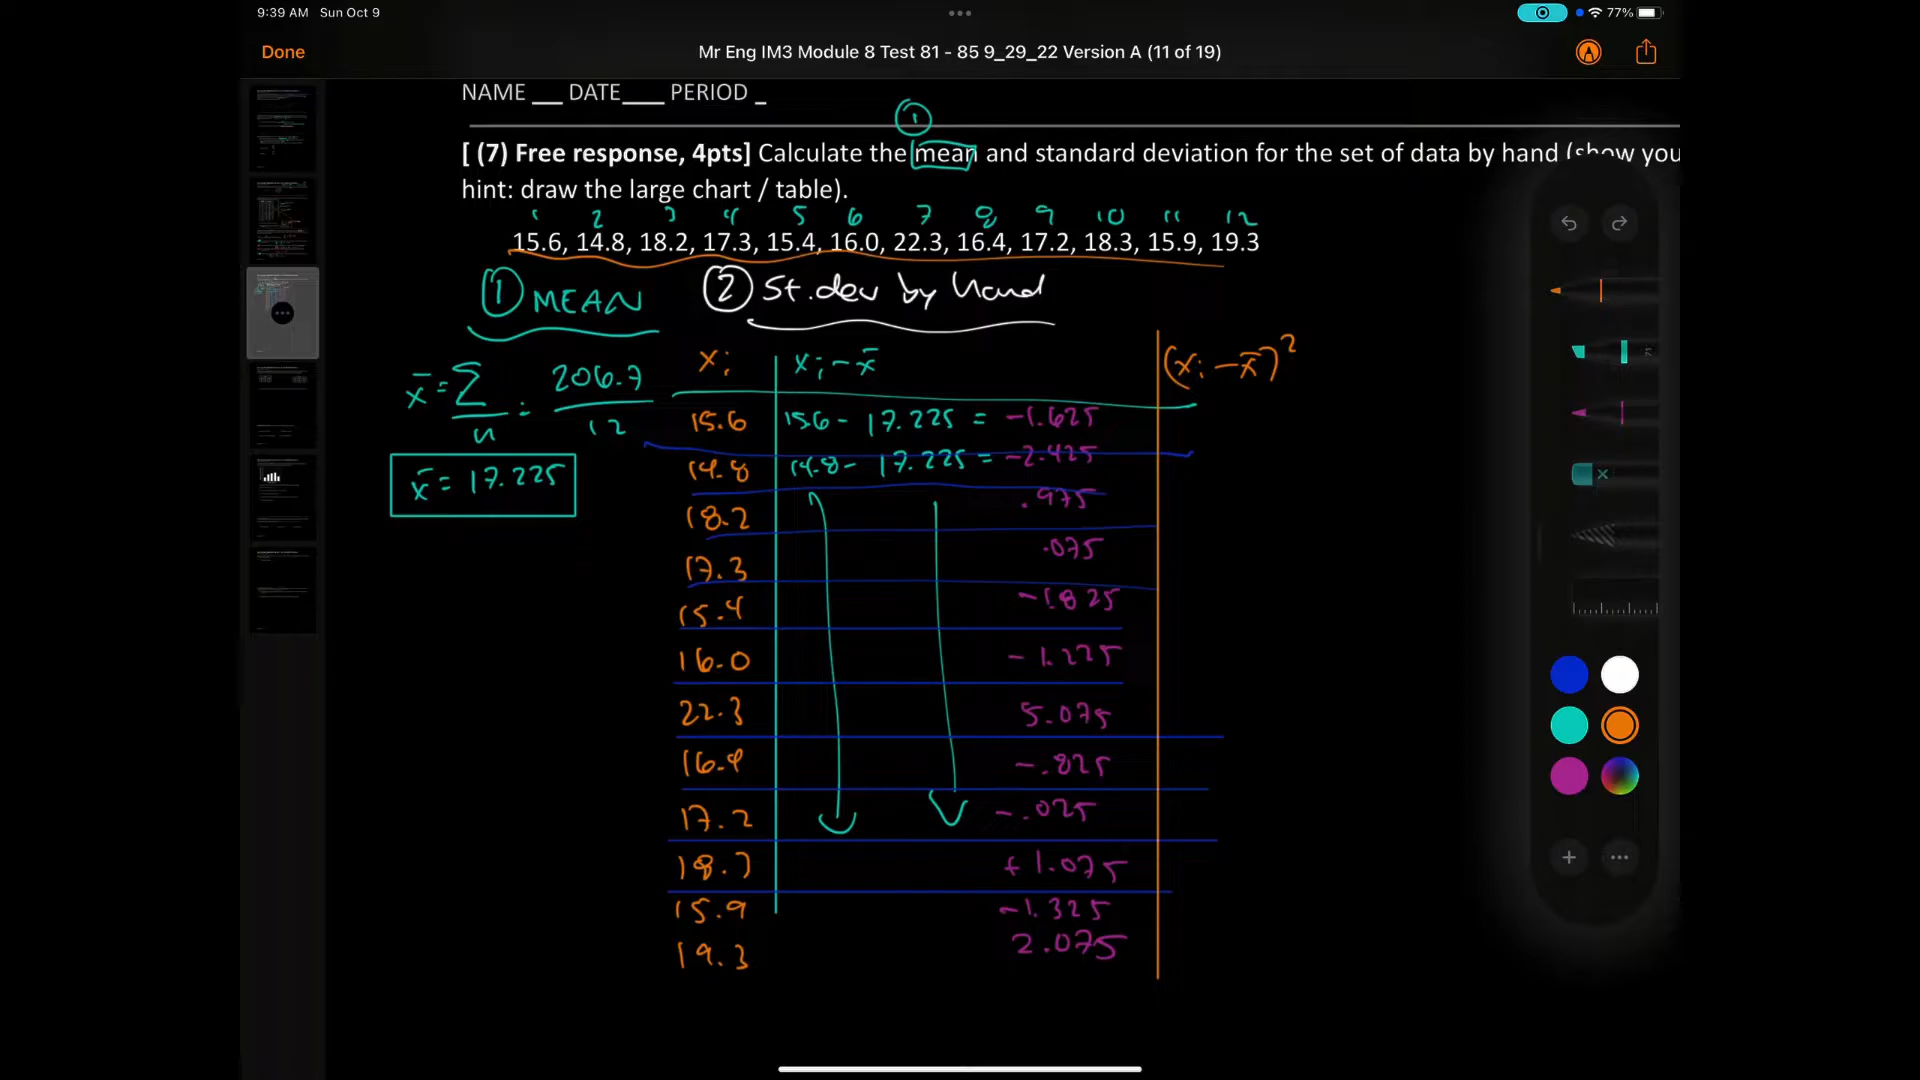 9:39 AM Sun Oct 9
77%
Done
Mr Eng IM3 Module 8 Test 81 - 85 9_29_22 Version A (11 of 19)
NAME ___ DATE____ PERIOD _
1
[ (7) Free response, 4pts] Calculate the mean and standard deviation for the set of data by hand (show you
hint: draw the large chart / table).
1 2 3 4 5 6 7 8 9 10 11 12
15.6, 14.8, 18.2, 17.3, 15.4, 16.0, 22.3, 16.4, 17.2, 18.3, 15.9, 19.3
① MEAN ② St. dev by hand
x̄ = Σ/n = 206.7/12
x̄ = 17.225
xᵢ xᵢ - x̄ (xᵢ - x̄)²
15.6 15.6 - 17.225 = -1.625
14.8 14.8 - 17.225 = -2.425
18.2 .975
17.3 .075
15.4 -1.825
16.0 -1.225
22.3 5.075
16.4 -.825
17.2 -.025
18.3 +1.075
15.9 -1.325
19.3 2.075